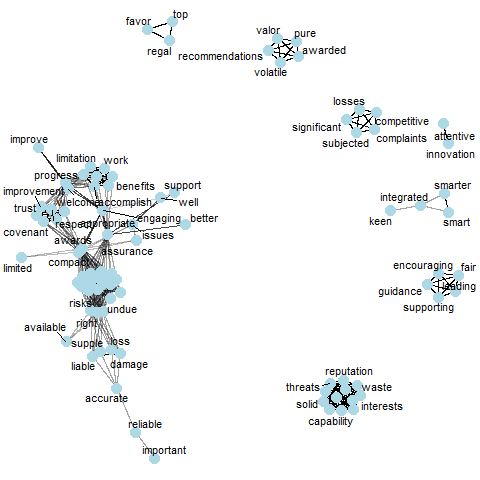 top
favor
regal
valor
pure
recommendations
awarded
volatile
losses
competitive
significant
subjected
complaints
attentive
innovation
improve
limitation
work
progress
benefits
support
smarter
improvement
welcome
accomplish
well
integrated
trust
engaging
keen
smart
respect
appropriate
better
covenant
awards
issues
assurance
compact
limited
encouraging
fair
guidance
leading
supporting
risks
undue
available
right
supple
loss
liable
damage
reputation
threats
waste
solid
interests
accurate
capability
reliable
important